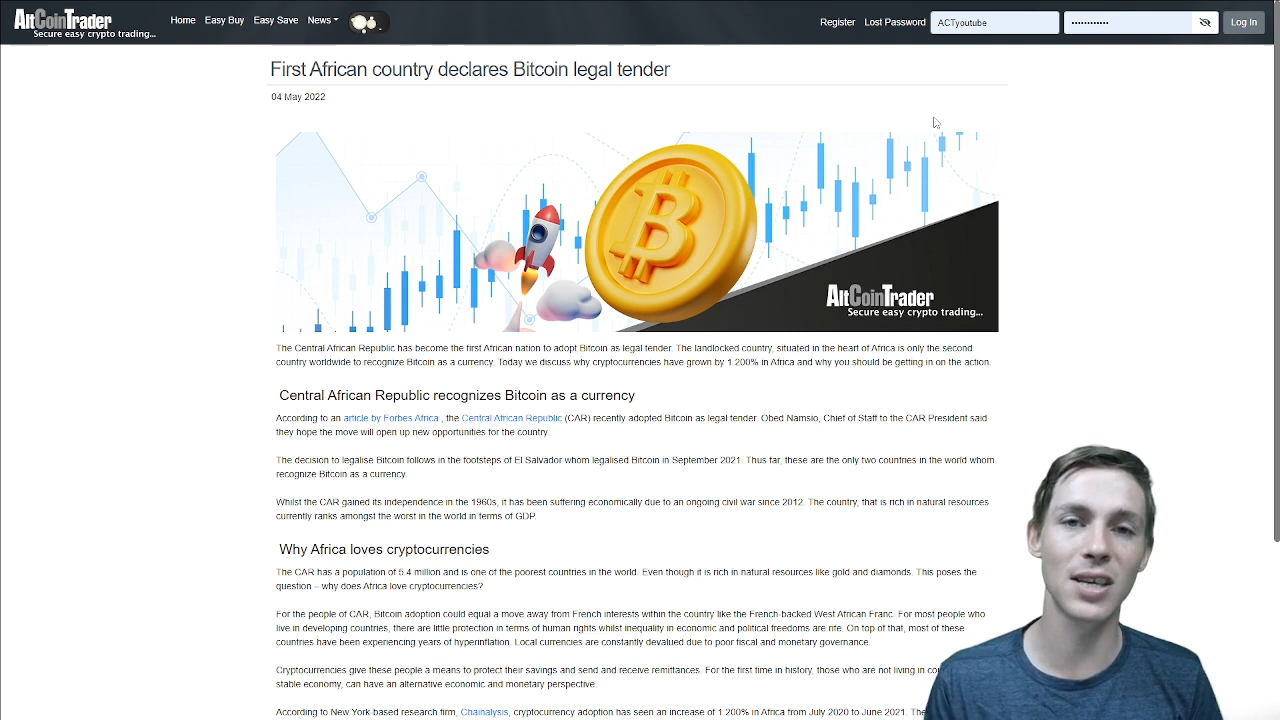 AltCoinTrader
Secure easy crypto trading...
Home Easy Buy Easy Save News
Register Lost Password ACTyoutube •••••••••••• Log In
First African country declares Bitcoin legal tender
04 May 2022
AltCoinTrader
Secure easy crypto trading...
The Central African Republic has become the first African nation to adopt Bitcoin as legal tender. The landlocked country, situated in the heart of Africa is only the second
country worldwide to recognize Bitcoin as a currency. Today we discuss why cryptocurrencies have grown by 1 200% in Africa and why you should be getting in on the action.
Central African Republic recognizes Bitcoin as a currency
According to an article by Forbes Africa , the Central African Republic (CAR) recently adopted Bitcoin as legal tender. Obed Namsio, Chief of Staff to the CAR President said
they hope the move will open up new opportunities for the country.
The decision to legalise Bitcoin follows in the footsteps of El Salvador whom legalised Bitcoin in September 2021. Thus far, these are the only two countries in the world whom
recognize Bitcoin as a currency.
Whilst the CAR gained its independence in the 1960s, it has been suffering economically due to an ongoing civil war since 2012. The country, that is rich in natural resources
currently ranks amongst the worst in the world in terms of GDP.
Why Africa loves cryptocurrencies
The CAR has a population of 5.4 million and is one of the poorest countries in the world. Even though it is rich in natural resources like gold and diamonds. This poses the
question – why does Africa love cryptocurrencies?
For the people of CAR, Bitcoin adoption could equal a move away from French interests within the country like the French-backed West African Franc. For most people who
live in developing countries, there are little protection in terms of human rights whilst inequality in economic and political freedoms are rife. On top of that, most of these
countries have been experiencing years of hyperinflation. Local currencies are constantly devalued due to poor fiscal and monetary governance.
Cryptocurrencies give these people a means to protect their savings and send and receive remittances. For the first time in history, those who are not living in
stable economy, can have an alternative economic and monetary perspective.
According to New York based research firm, Chainalysis, cryptocurrency adoption has seen an increase of 1 200% in Africa from July 2020 to June 2021. The